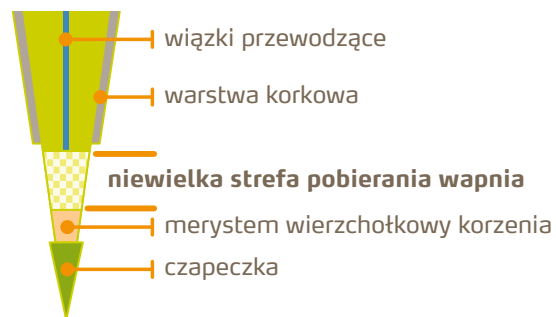 wiązki przewodzące
warstwa korkowa
niewielka strefa pobierania wapnia
merystem wierzchołkowy korzenia
czapeczka